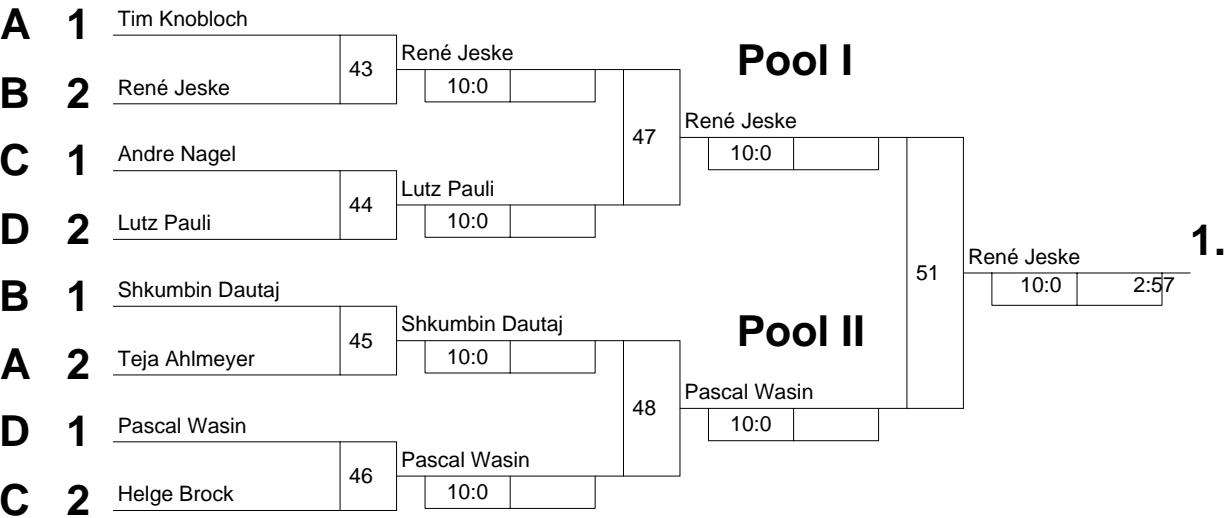 A 1 Tim Knobloch
43 René Jeske
10:0
Pool I
B 2 René Jeske
47 René Jeske
10:0
C 1 Andre Nagel
44 Lutz Pauli
10:0
D 2 Lutz Pauli
51 René Jeske 1.
10:0 2:57
B 1 Shkumbin Dautaj
45 Shkumbin Dautaj
10:0
Pool II
A 2 Teja Ahlmeyer
48 Pascal Wasin
10:0
D 1 Pascal Wasin
46 Pascal Wasin
10:0
C 2 Helge Brock